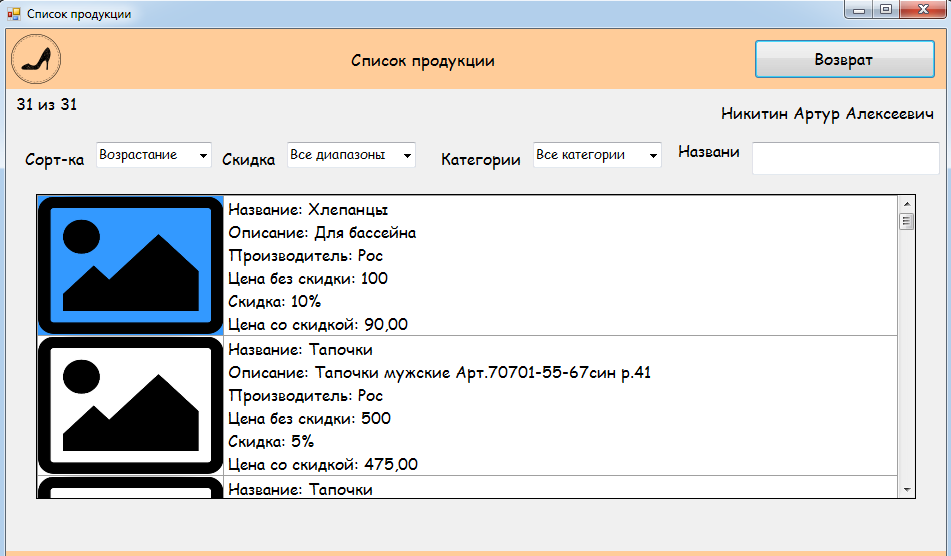 Список продукции
Список продукции
Возврат
31 из 31
Никитин Артур Алексеевич
Сорт-ка Возрастание Скидка Все диапазоны Категории Все категории Названи
Название: Хлепанцы
Описание: Для бассейна
Производитель: Рос
Цена без скидки: 100
Скидка: 10%
Цена со скидкой: 90,00
Название: Тапочки
Описание: Тапочки мужские Арт.70701-55-67син р.41
Производитель: Рос
Цена без скидки: 500
Скидка: 5%
Цена со скидкой: 475,00
Название: Тапочки